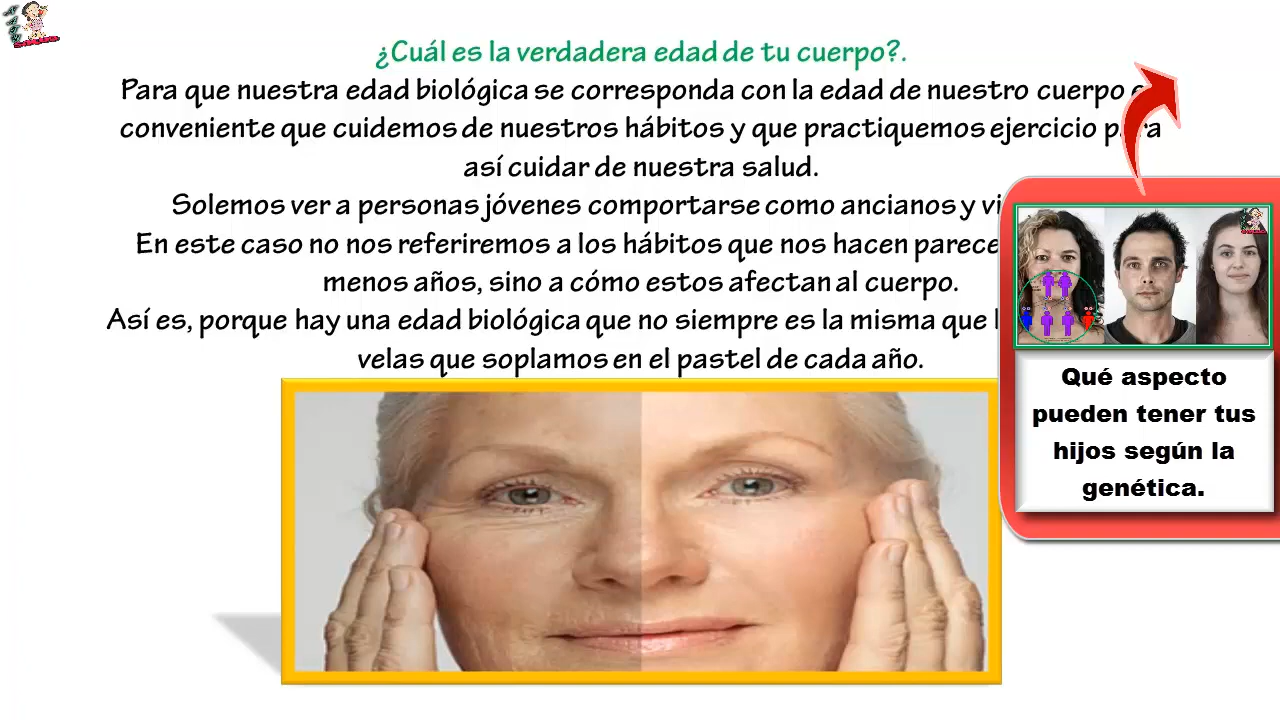 ¿Cuál es la verdadera edad de tu cuerpo?.
Para que nuestra edad biológica se corresponda con la edad de nuestro cuerpo
conveniente que cuidemos de nuestros hábitos y que practiquemos ejercicio para
así cuidar de nuestra salud.
Solemos ver a personas jóvenes comportarse como ancianos y vi
En este caso no nos referiremos a los hábitos que nos hacen parece
menos años, sino a cómo estos afectan al cuerpo.
Así es, porque hay una edad biológica que no siempre es la misma que
velas que soplamos en el pastel de cada año.
Qué aspecto
pueden tener tus
hijos según la
genética.